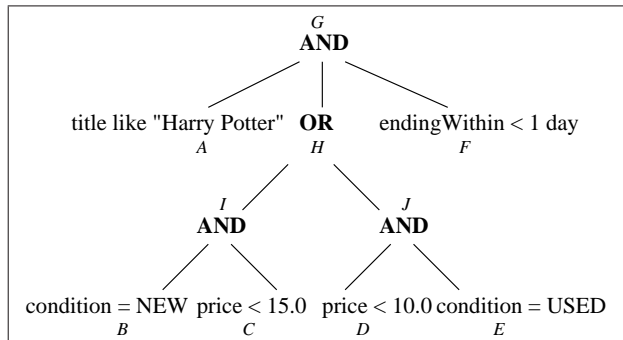 G
AND
title like "Harry Potter" OR endingWithin < 1 day
A H F
I J
AND AND
condition = NEW price < 15.0 price < 10.0 condition = USED
B C D E